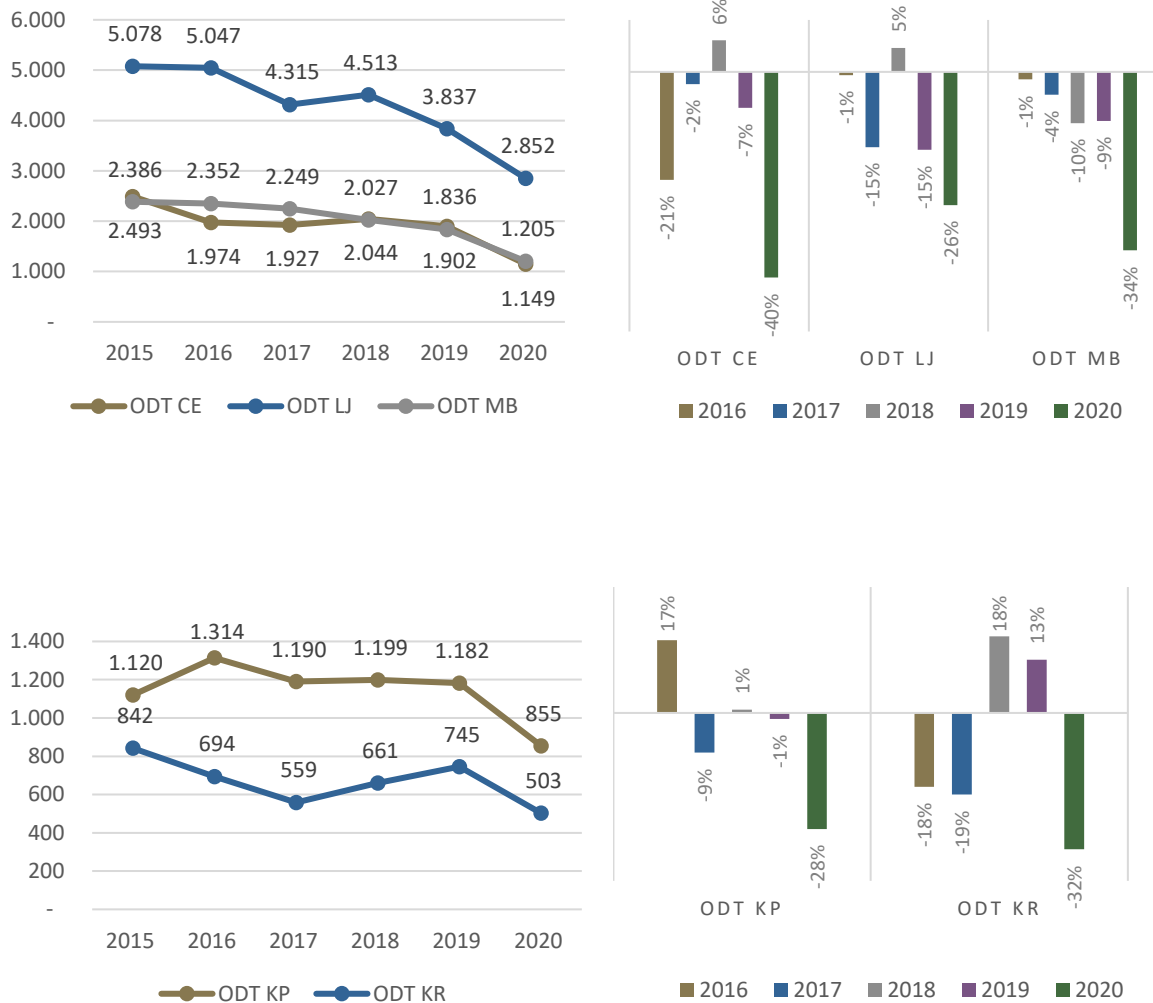 6.000
5.000
4.000
3.000
2.000
1.000
-
5.078 5.047 4.315 4.513 3.837 2.852
2.386 2.352 2.249 2.027 1.836 1.205
2.493 1.974 1.927 2.044 1.902 1.149
2015 2016 2017 2018 2019 2020
ODT CE ODT LJ ODT MB
-21% -2% 6% -7% -40%
-1% -15% 5% -15% -26%
-1% -4% -10% -9% -34%
ODT CE ODT LJ ODT MB
2016 2017 2018 2019 2020
1.400
1.200
1.000
800
600
400
200
-
1.120 1.314 1.190 1.199 1.182 855
842 694 559 661 745 503
2015 2016 2017 2018 2019 2020
ODT KP ODT KR
17% -9% 1% -1% -28%
-18% -19% 18% 13% -32%
ODT KP ODT KR
2016 2017 2018 2019 2020